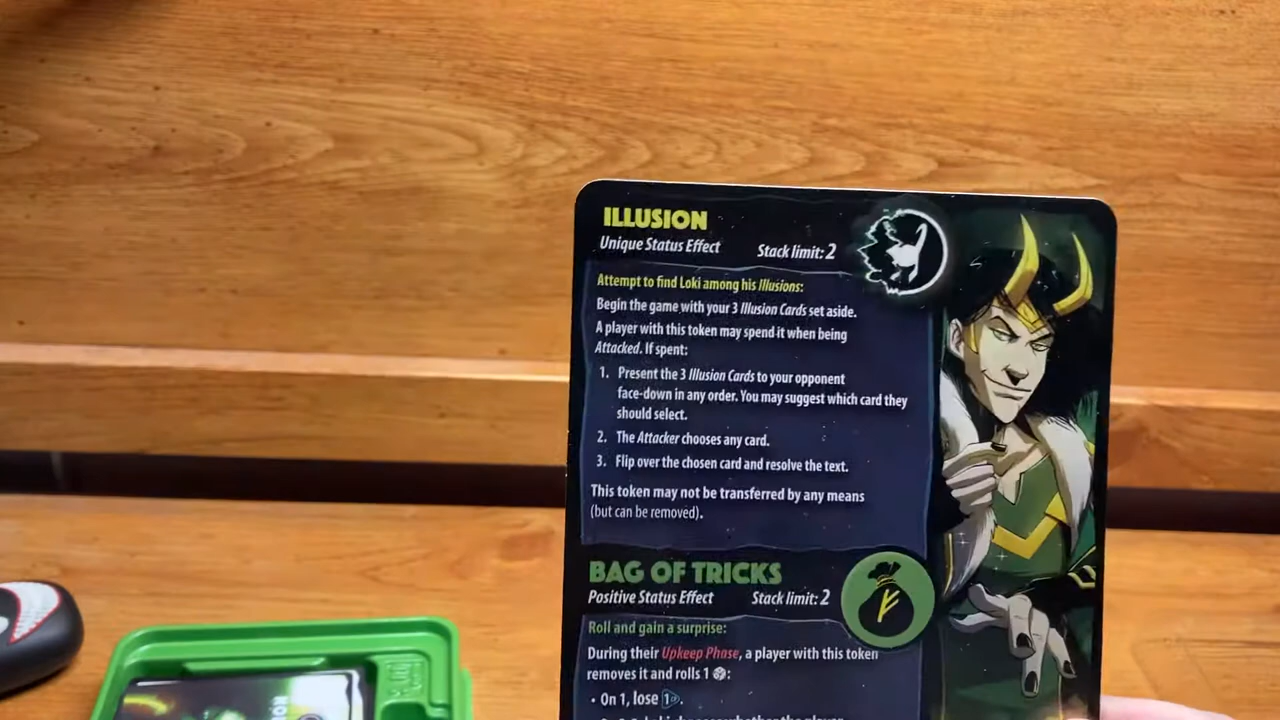 ILLUSION
Unique Status Effect Stack limit: 2
Attempt to find Loki among his Illusions:
Begin the game with your 3 Illusion Cards set aside.
A player with this token may spend it when being
Attacked. If spent:
1. Present the 3 Illusion Cards to your opponent
face-down in any order. You may suggest which card they
should select.
2. The Attacker chooses any card.
3. Flip over the chosen card and resolve the text.
This token may not be transferred by any means
(but can be removed).
BAG OF TRICKS
Positive Status Effect Stack limit: 2
Roll and gain a surprise:
During their Upkeep Phase, a player with this token
removes it and rolls 1 :
• On 1, lose 1